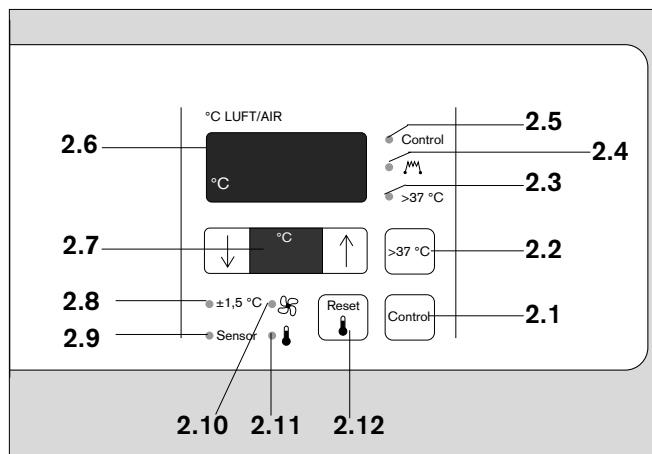 °C LUFT/AIR
2.6
°C
2.5
Control
2.4
>37 °C
2.3
2.7
°C
>37 °C
2.2
2.8
±1,5 °C
Reset
Control
2.1
2.9
Sensor
2.10
2.11
2.12